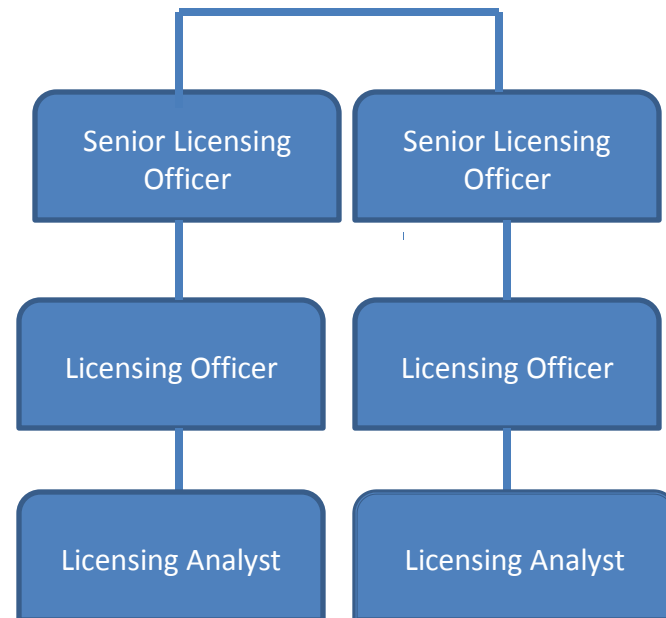 Senior Licensing
Officer
Senior Licensing
Officer
Licensing Officer
Licensing Officer
Licensing Analyst
Licensing Analyst